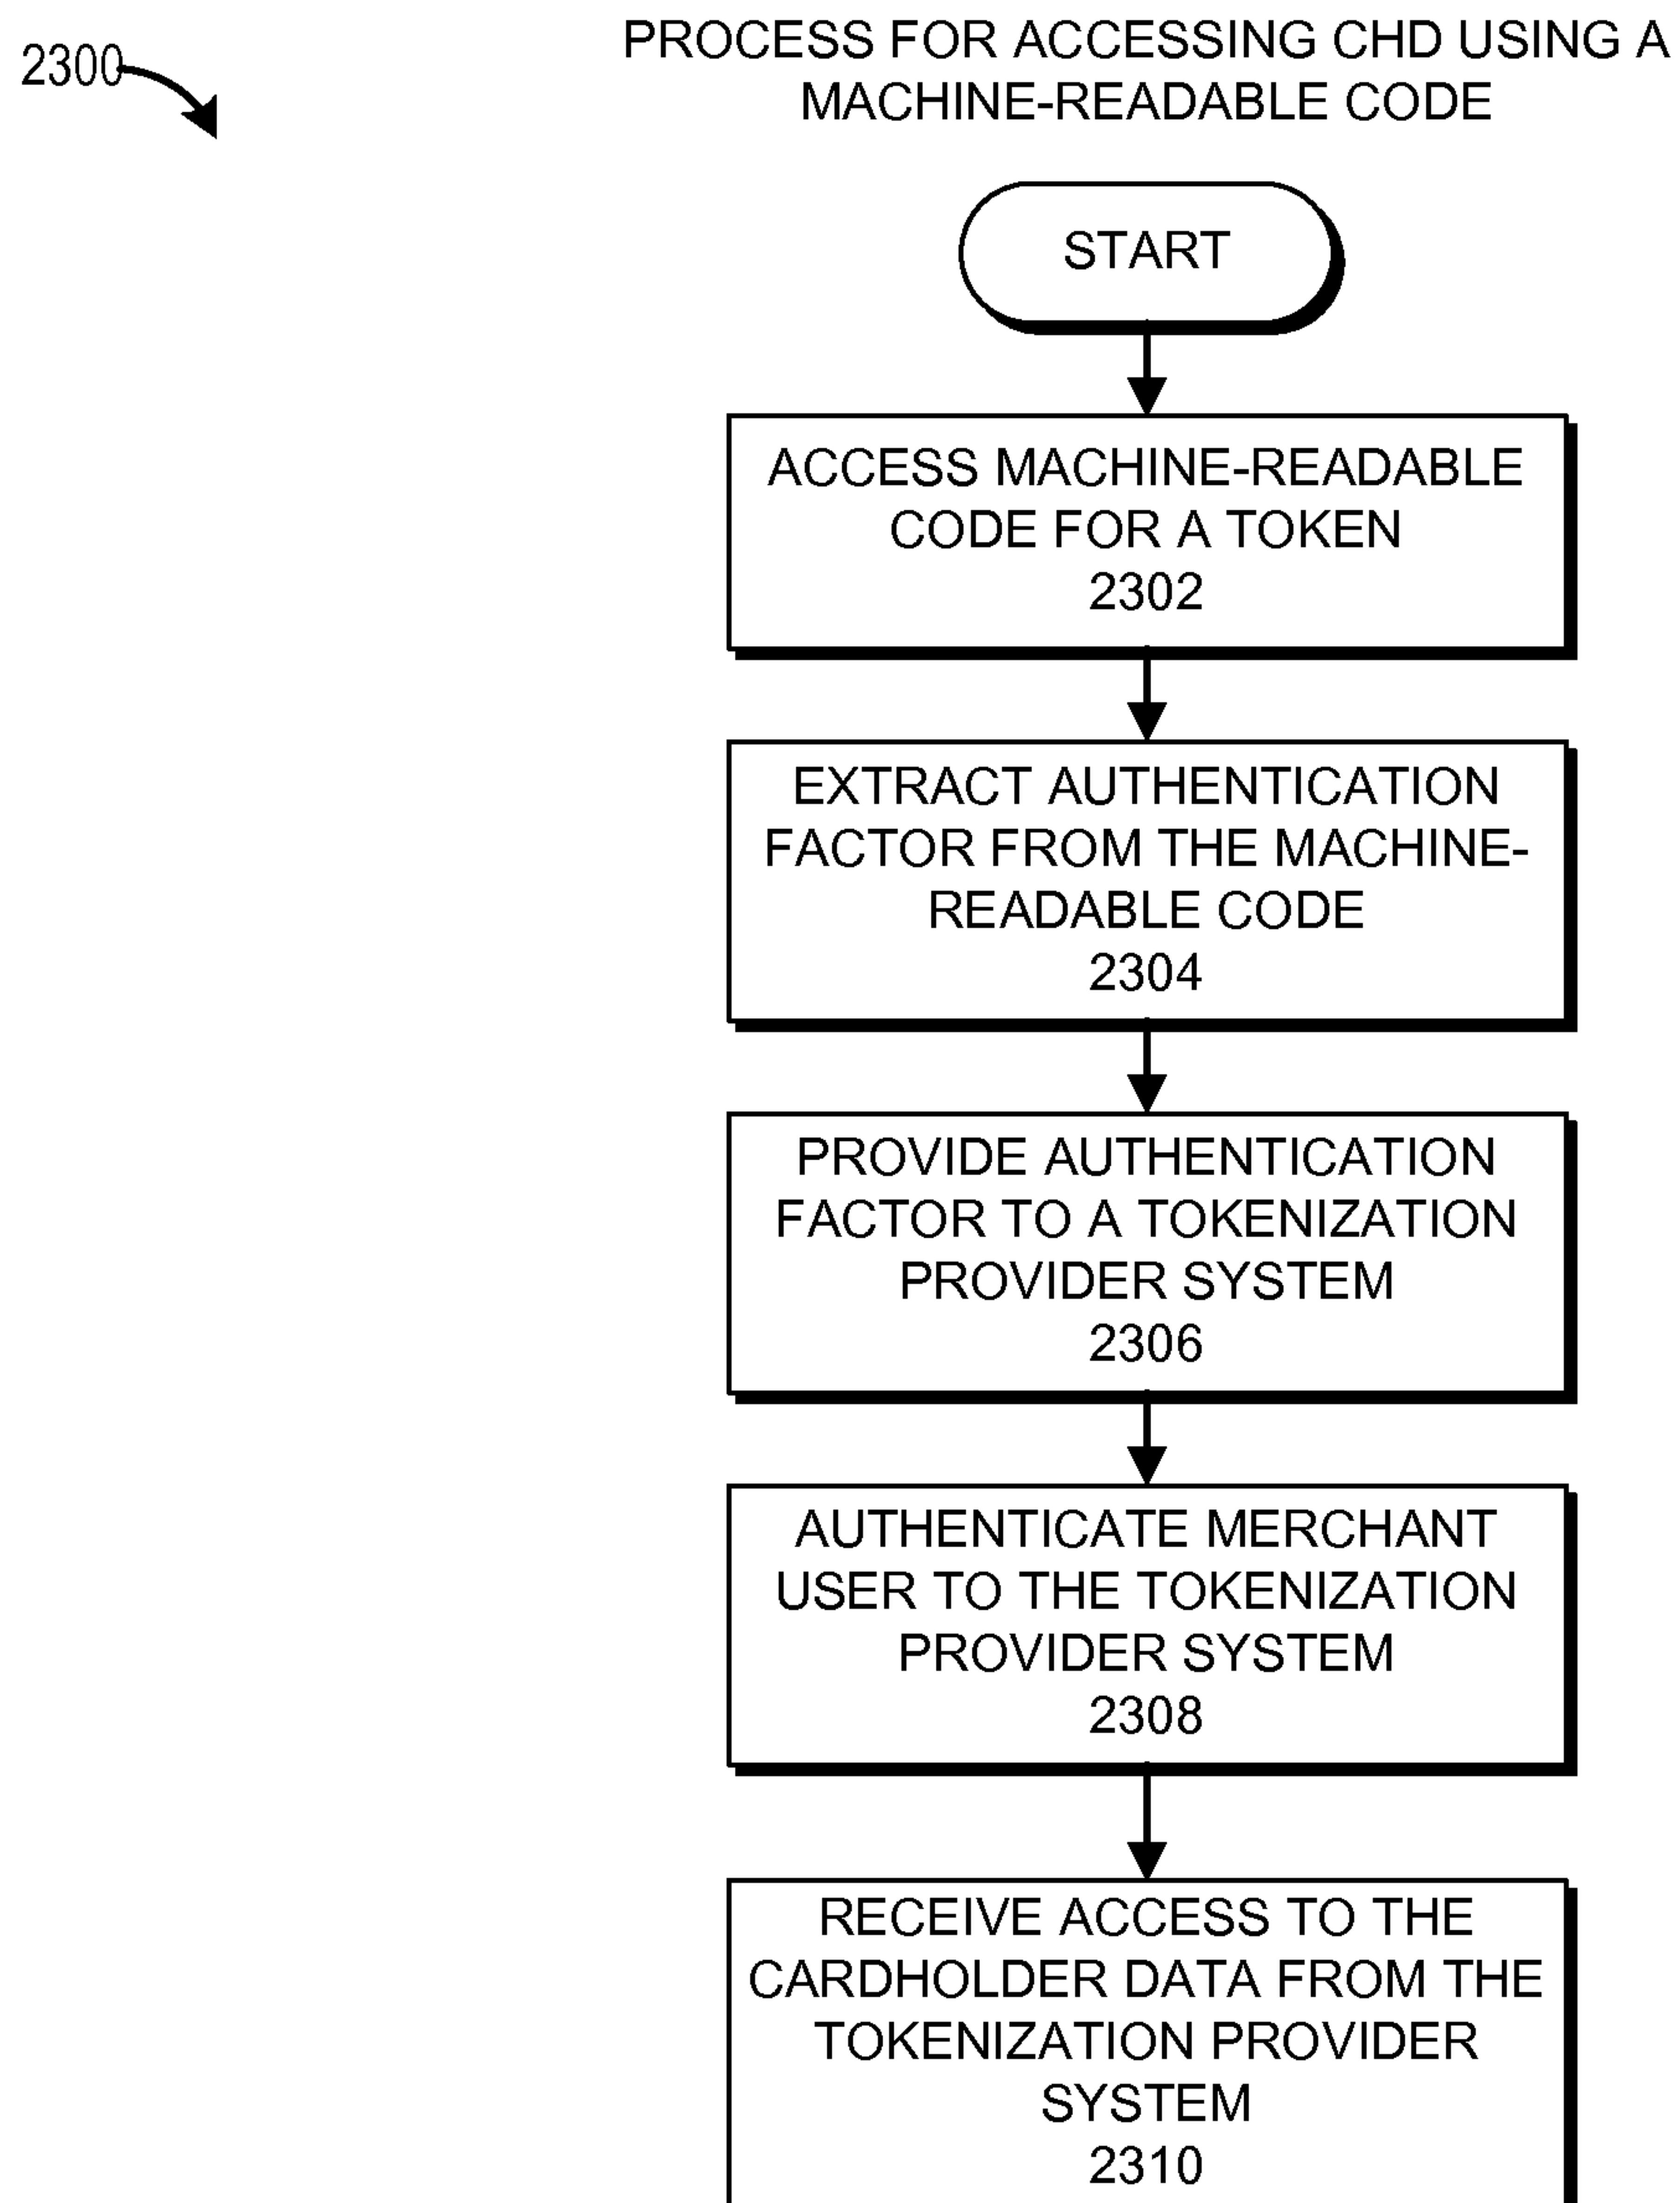 2300
PROCESS FOR ACCESSING CHD USING A
MACHINE-READABLE CODE
START
ACCESS MACHINE-READABLE
CODE FOR A TOKEN
2302
EXTRACT AUTHENTICATION
FACTOR FROM THE MACHINE-
READABLE CODE
2304
PROVIDE AUTHENTICATION
FACTOR TO A TOKENIZATION
PROVIDER SYSTEM
2306
AUTHENTICATE MERCHANT
USER TO THE TOKENIZATION
PROVIDER SYSTEM
2308
RECEIVE ACCESS TO THE
CARDHOLDER DATA FROM THE
TOKENIZATION PROVIDER
SYSTEM
2310